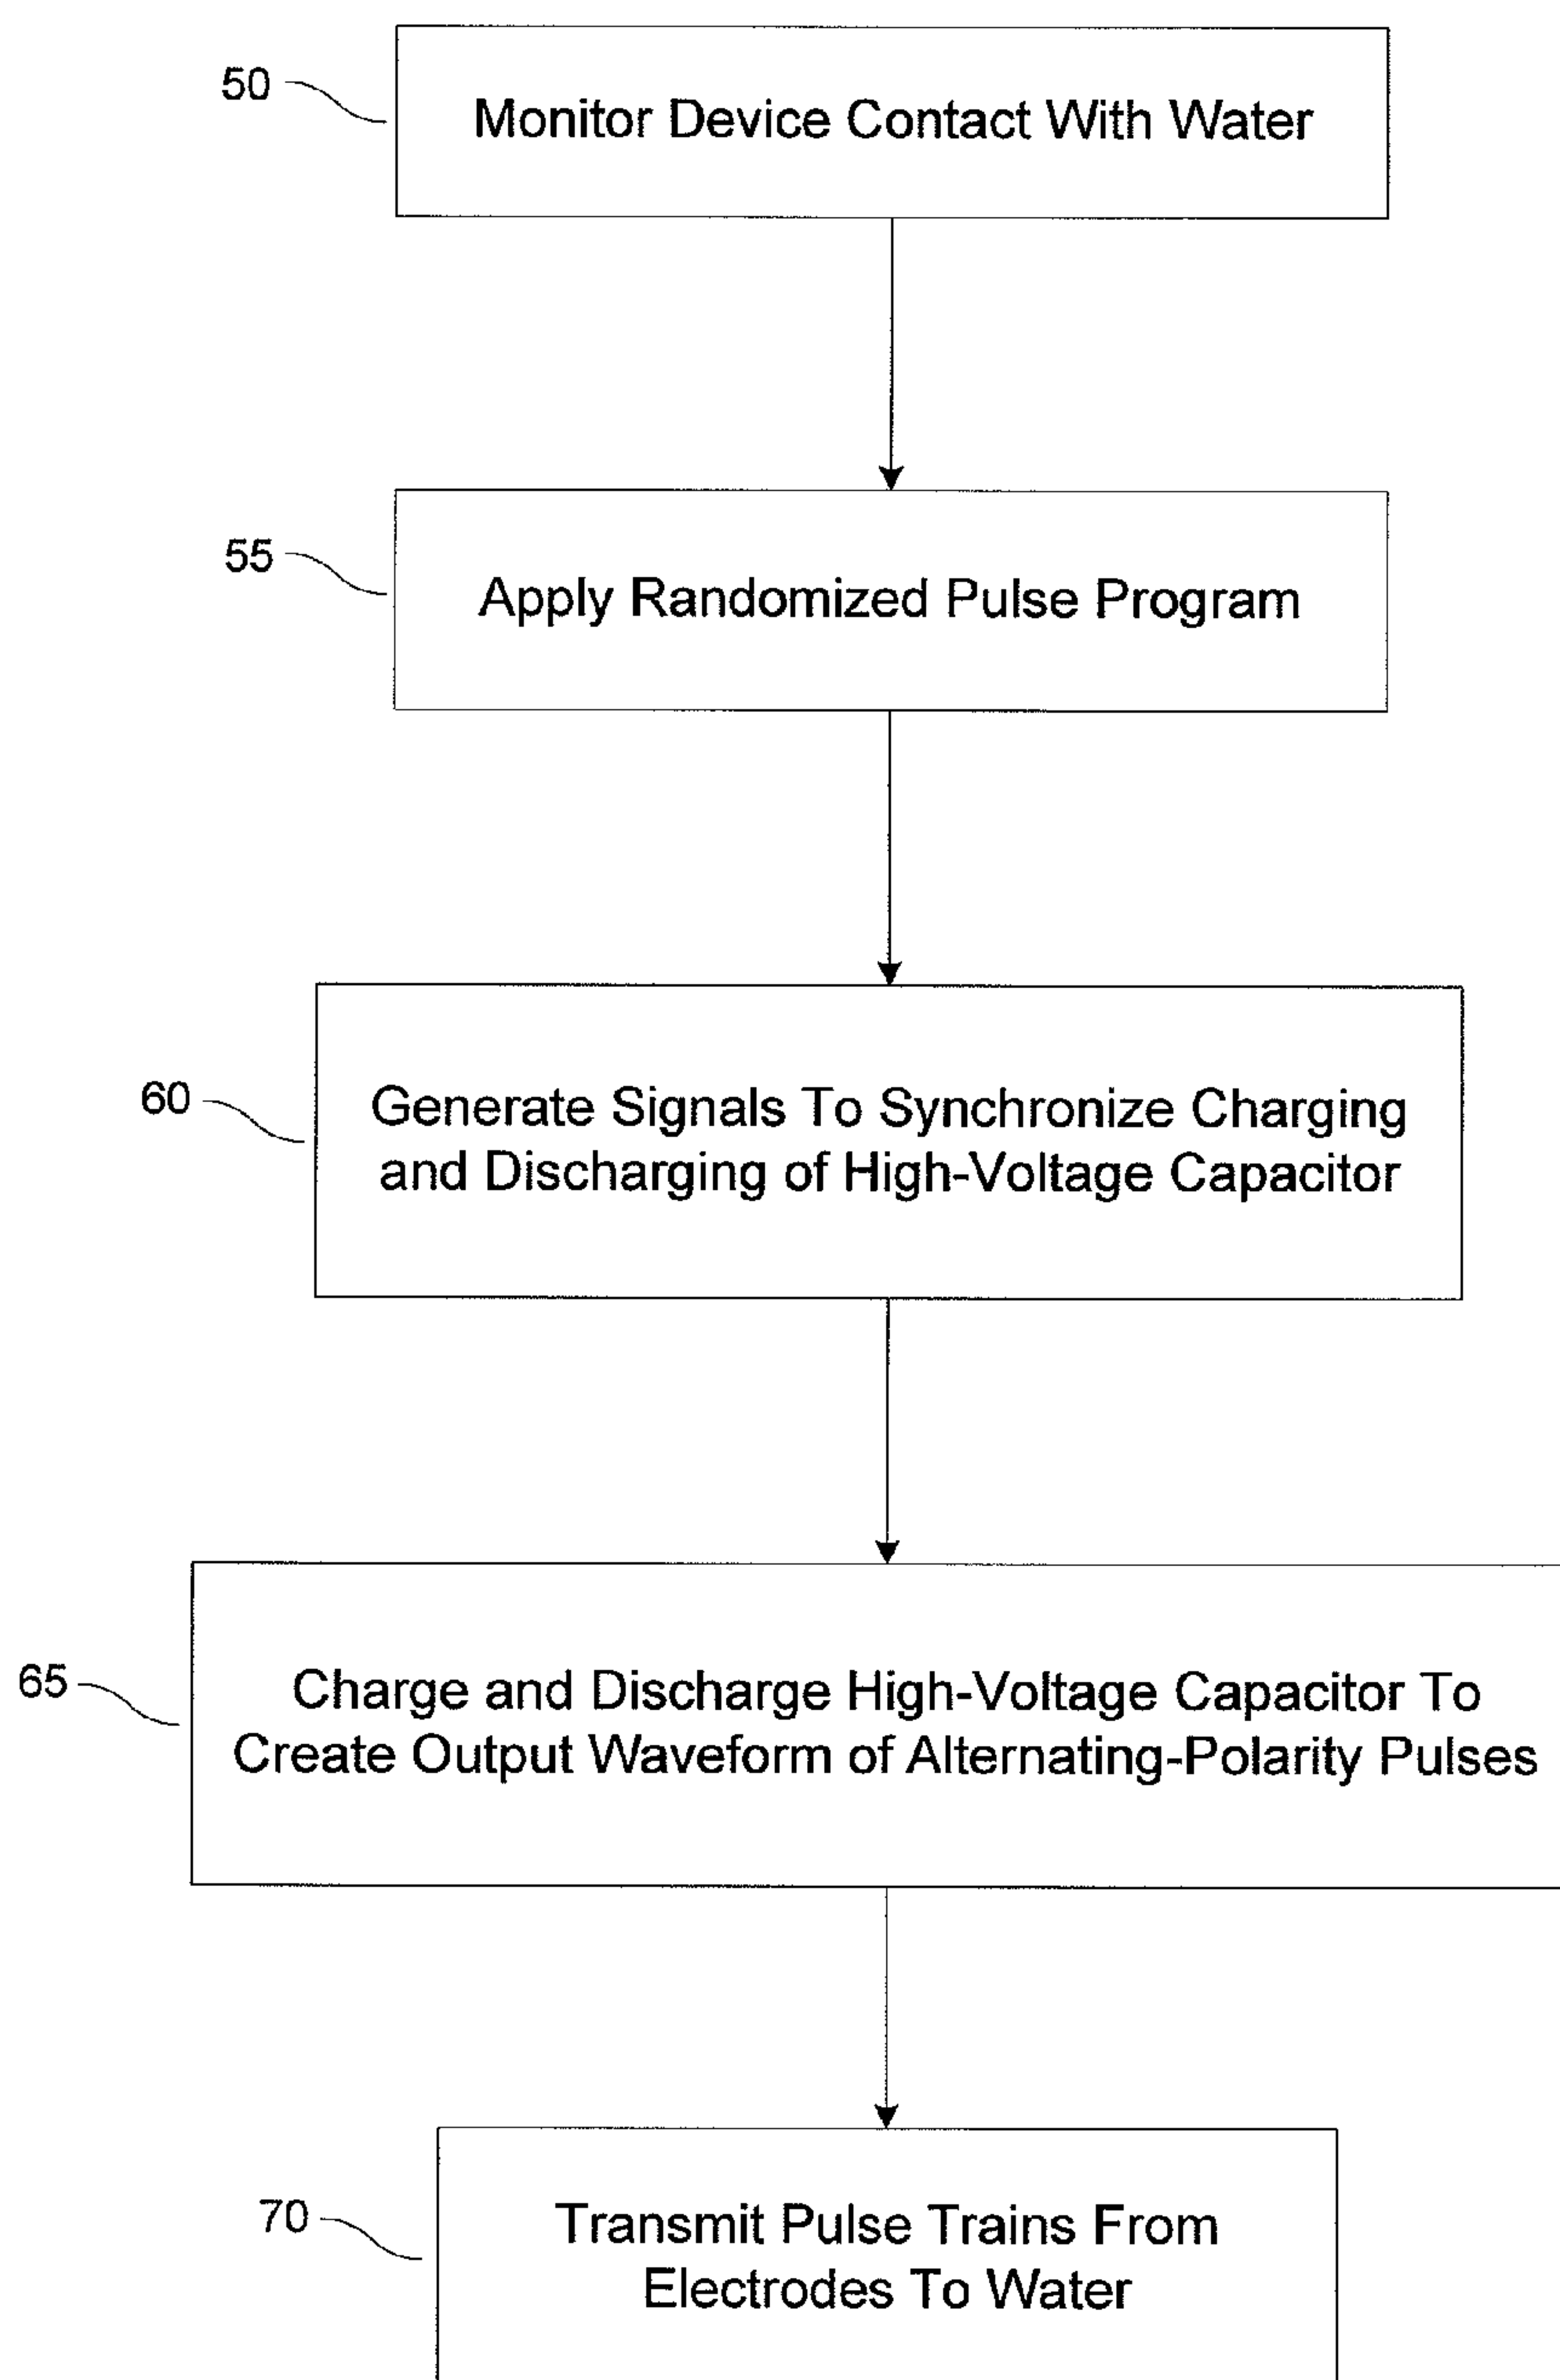 50
Monitor Device Contact With Water
55
Apply Randomized Pulse Program
60
Generate Signals To Synchronize Charging
and Discharging of High-Voltage Capacitor
65
Charge and Discharge High-Voltage Capacitor To
Create Output Waveform of Alternating-Polarity Pulses
70
Transmit Pulse Trains From
Electrodes To Water